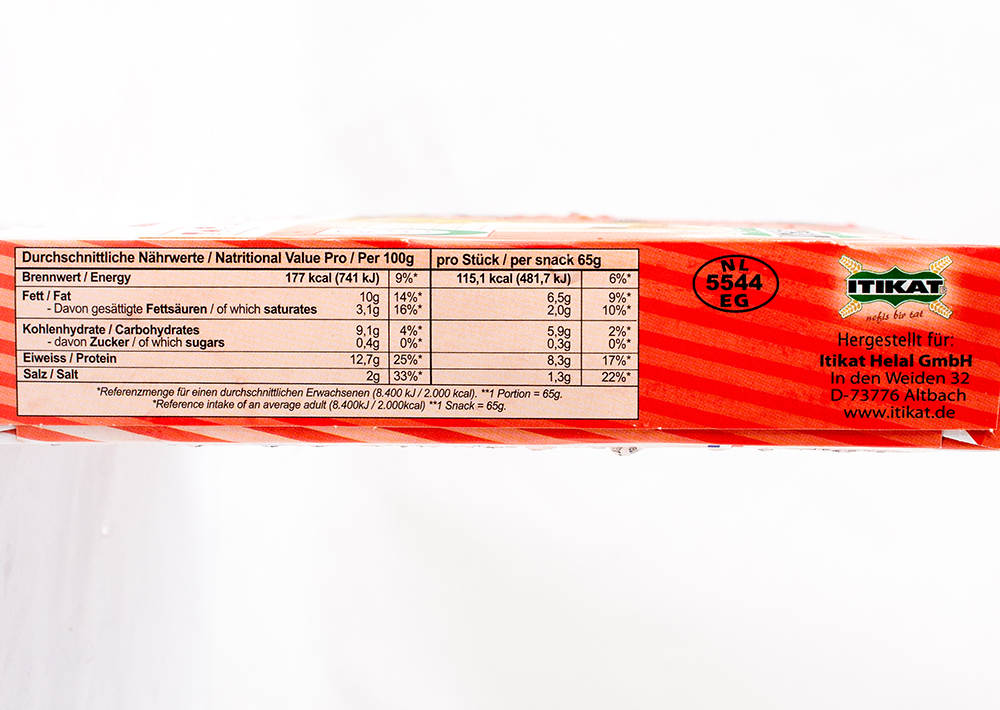 Durchschnittliche Nährwerte / Natritional Value Pro / Per 100g pro Stück / per snack 65g
Brennwert / Energy 177 kcal (741 kJ) 9%* 115,1 kcal (481,7 kJ) 6%*
Fett / Fat 10g 14%* 6,5g 9%*
- Davon gesättigte Fettsäuren / of which saturates 3,1g 16%* 2,0g 10%*
Kohlenhydrate / Carbohydrates 9,1g 4%* 5,9g 2%*
- davon Zucker / of which sugars 0,4g 0%* 0,3g 0%*
Eiweiss / Protein 12,7g 25%* 8,3g 17%*
Salz / Salt 2g 33%* 1,3g 22%*
*Referenzmenge für einen durchschnittlichen Erwachsenen (8.400 kJ / 2.000 kcal). **1 Portion = 65g.
*Reference intake of an average adult (8.400kJ / 2.000kcal) **1 Snack = 65g.
NL
5544
EG
ITIKAT
nefis bir tat
Hergestellt für:
Itikat Helal GmbH
In den Weiden 32
D-73776 Altbach
www.itikat.de